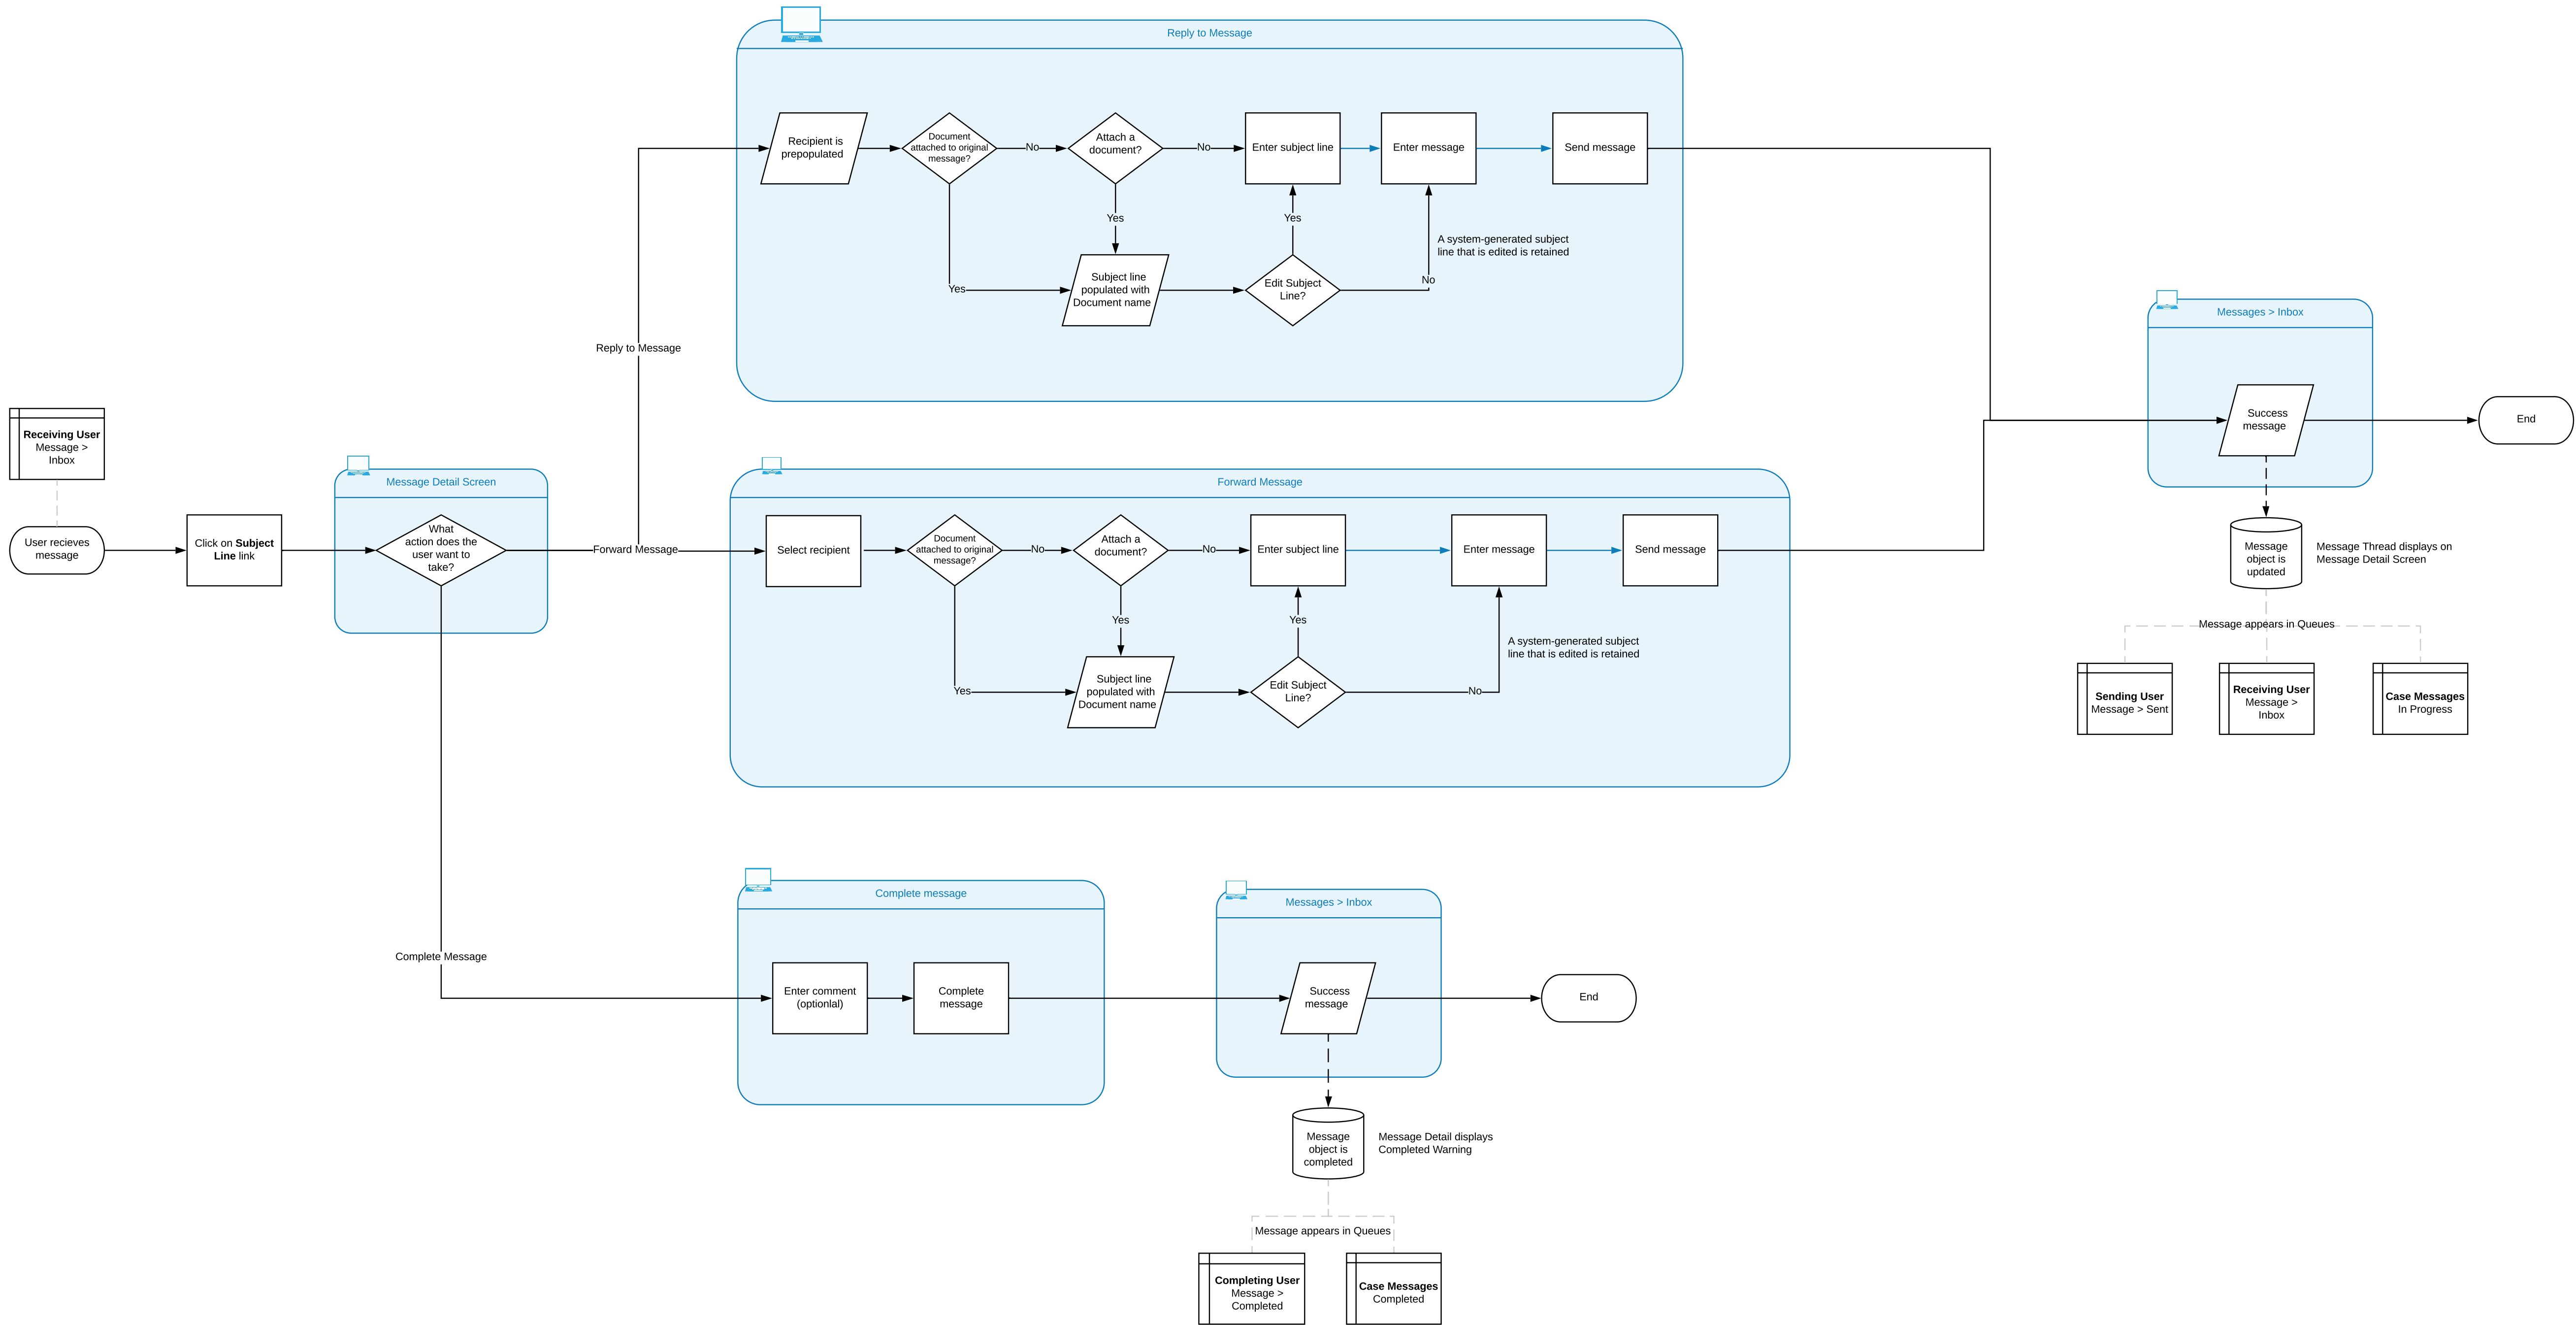 Reply to Message
Recipient is
prepopulated
Document
attached to original
message?
No
Attach a
document?
No
Enter subject line
Enter message
Send message
Yes
Yes
A system-generated subject
line that is edited is retained
Yes
Subject line
populated with
Document name
Edit Subject
Line?
No
Reply to Message
Messages > Inbox
Success
message
End
Receiving User
Message >
Inbox
User recieves
message
Click on Subject
Line link
Message Detail Screen
What
action does the
user want to
take?
Forward Message
Forward Message
Select recipient
Document
attached to original
message?
No
Attach a
document?
No
Enter subject line
Enter message
Send message
Yes
Yes
A system-generated subject
line that is edited is retained
Yes
Subject line
populated with
Document name
Edit Subject
Line?
No
Message
object is
updated
Message Thread displays on
Message Detail Screen
Message appears in Queues
Sending User
Message > Sent
Receiving User
Message >
Inbox
Case Messages
In Progress
Complete Message
Complete message
Enter comment
(optionlal)
Complete
message
Messages > Inbox
Success
message
End
Message
object is
completed
Message Detail displays
Completed Warning
Message appears in Queues
Completing User
Message >
Completed
Case Messages
Completed